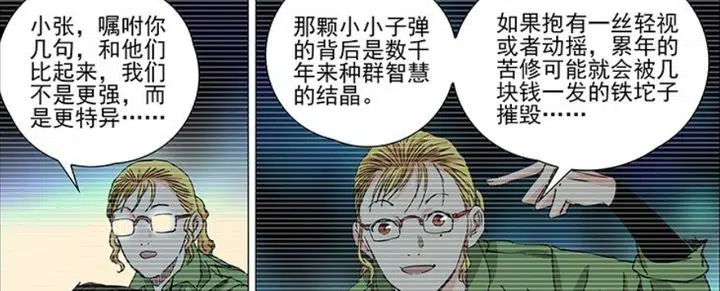 小张，嘱咐你
几句，和他们
比起来，我们
不是更强，而
是更特异……
那颗小小子弹
的背后是数千
年来种群智慧
的结晶。
如果抱有一丝轻视
或者动摇，累年的
苦修可能就会被几
块钱一发的铁坨子
摧毁……